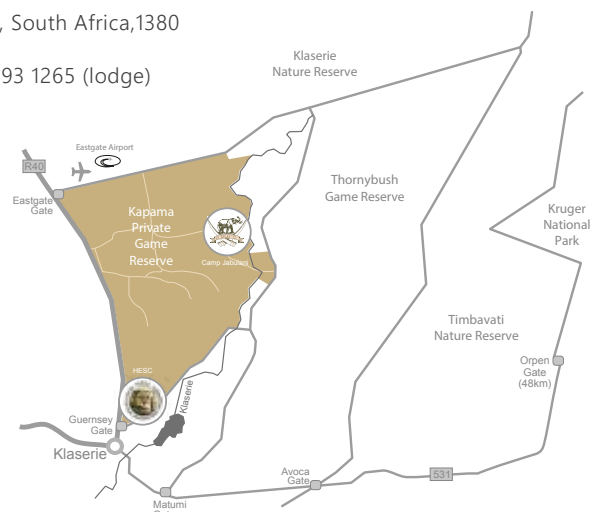 , South Africa,1380
93 1265 (lodge)
Klaserie
Nature Reserve
Eastgate Airport
R40
Eastgate
Gate
Kapama
Private
Game
Reserve
Camp Jabulani
Thornybush
Game Reserve
Kruger
National
Park
Timbavati
Nature Reserve
Orpen
Gate
(48km)
HESC
Klaserie
Guernsey
Gate
Klaserie
Avoca
Gate
531
Matumi